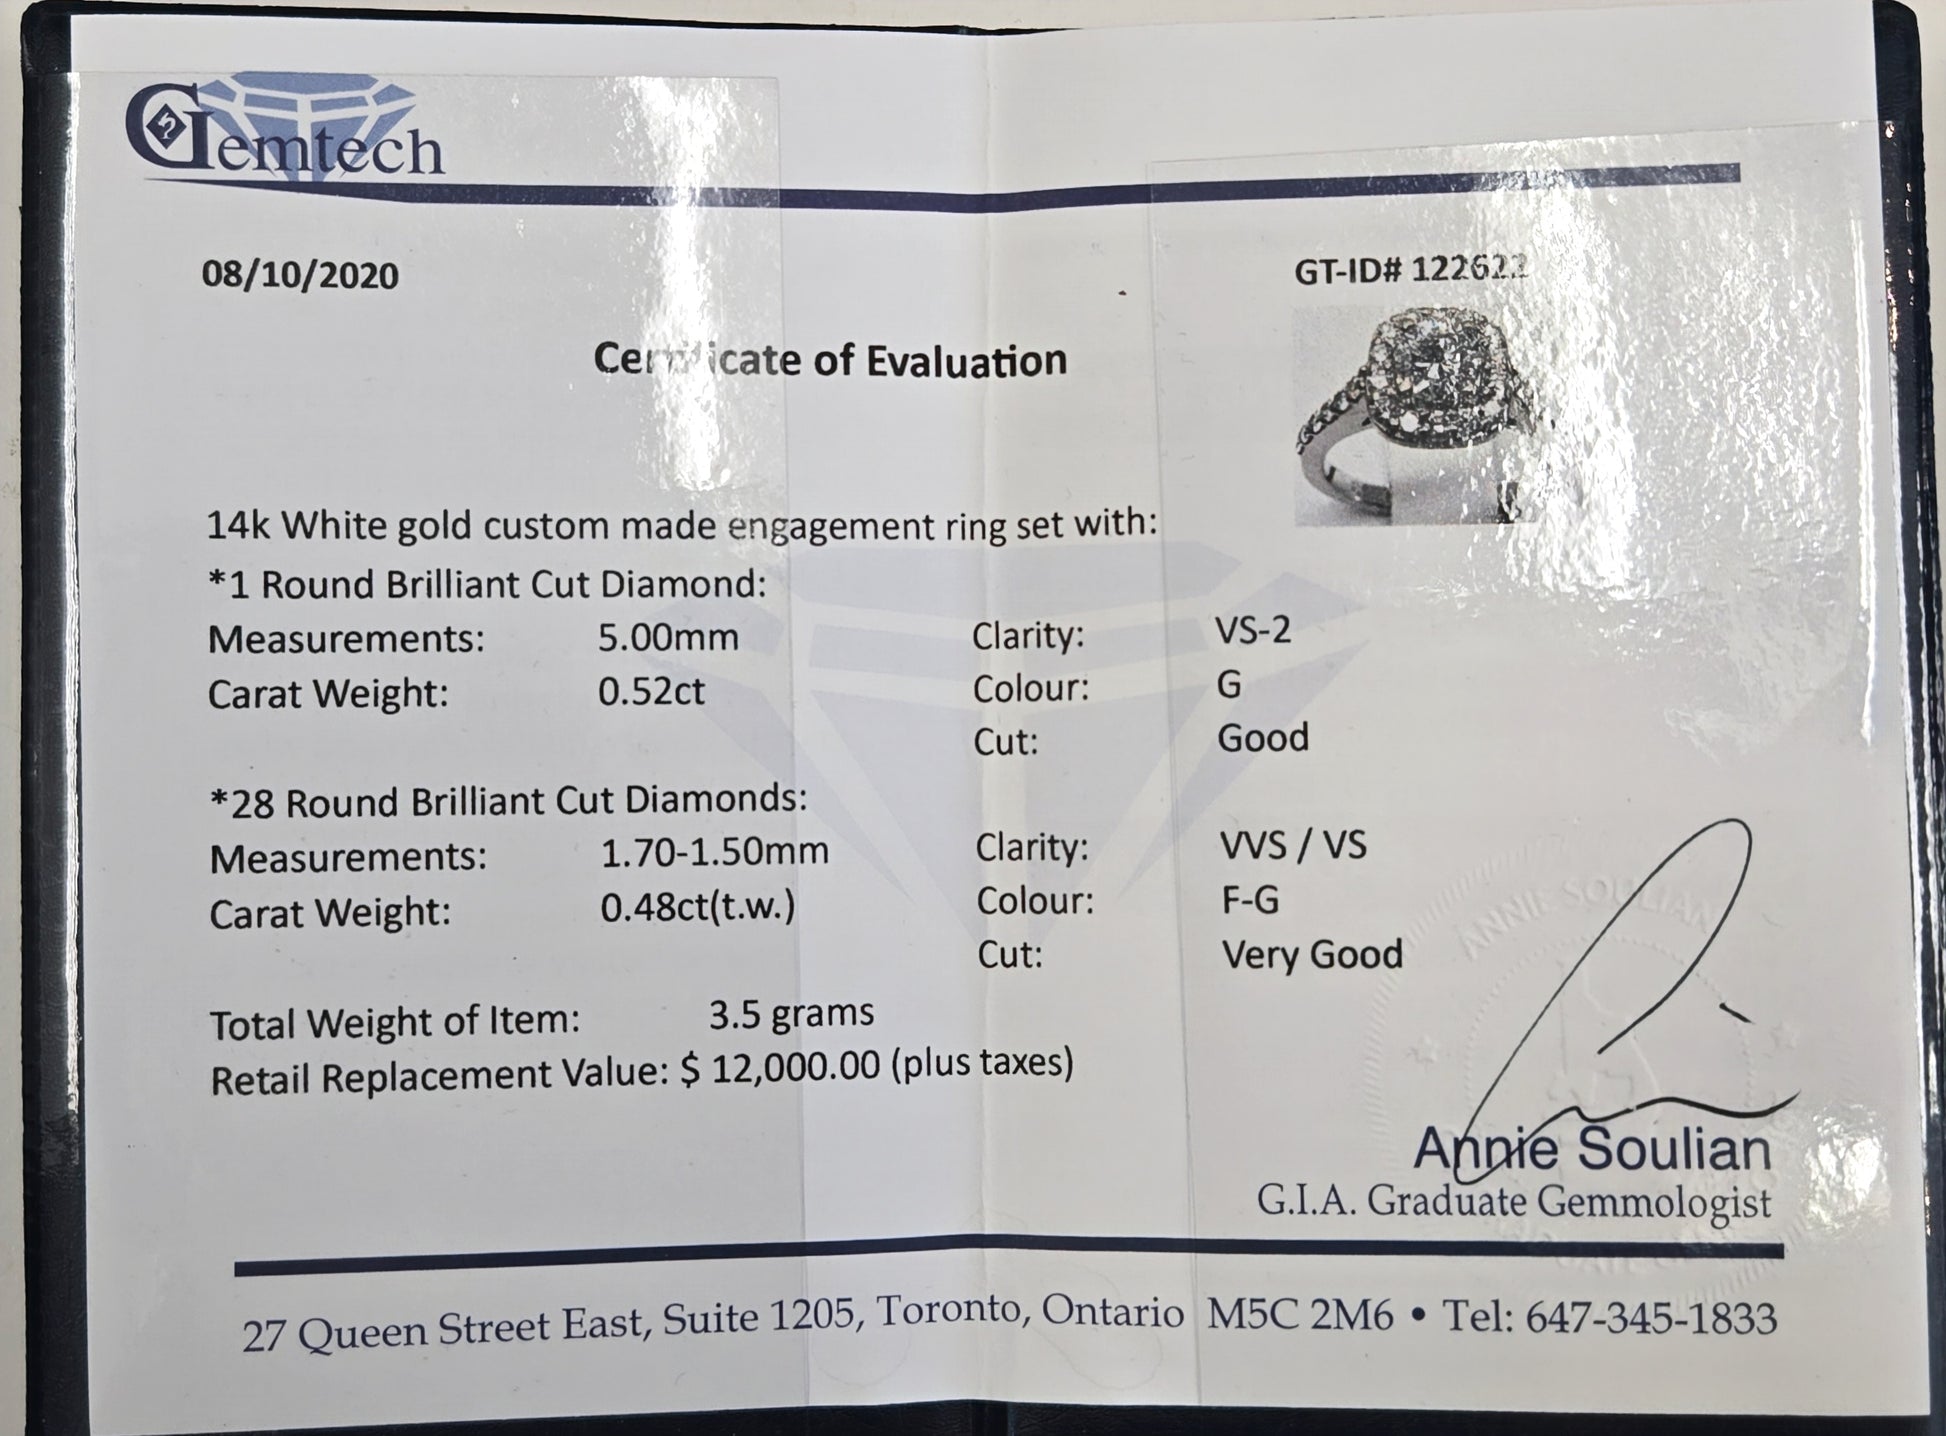 Gemtech
08/10/2020
GT-ID# 122622
Certificate of Evaluation
14k White gold custom made engagement ring set with:
*1 Round Brilliant Cut Diamond:
Measurements: 5.00mm Clarity: VS-2
Carat Weight: 0.52ct Colour: G
Cut: Good
*28 Round Brilliant Cut Diamonds:
Measurements: 1.70-1.50mm Clarity: VVS / VS
Carat Weight: 0.48ct(t.w.) Colour: F-G
Cut: Very Good
ANNIE SOULIAN
Total Weight of Item: 3.5 grams
Retail Replacement Value: $ 12,000.00 (plus taxes)
Annie Soulian
G.I.A. Graduate Gemmologist
27 Queen Street East, Suite 1205, Toronto, Ontario M5C 2M6 • Tel: 647-345-1833